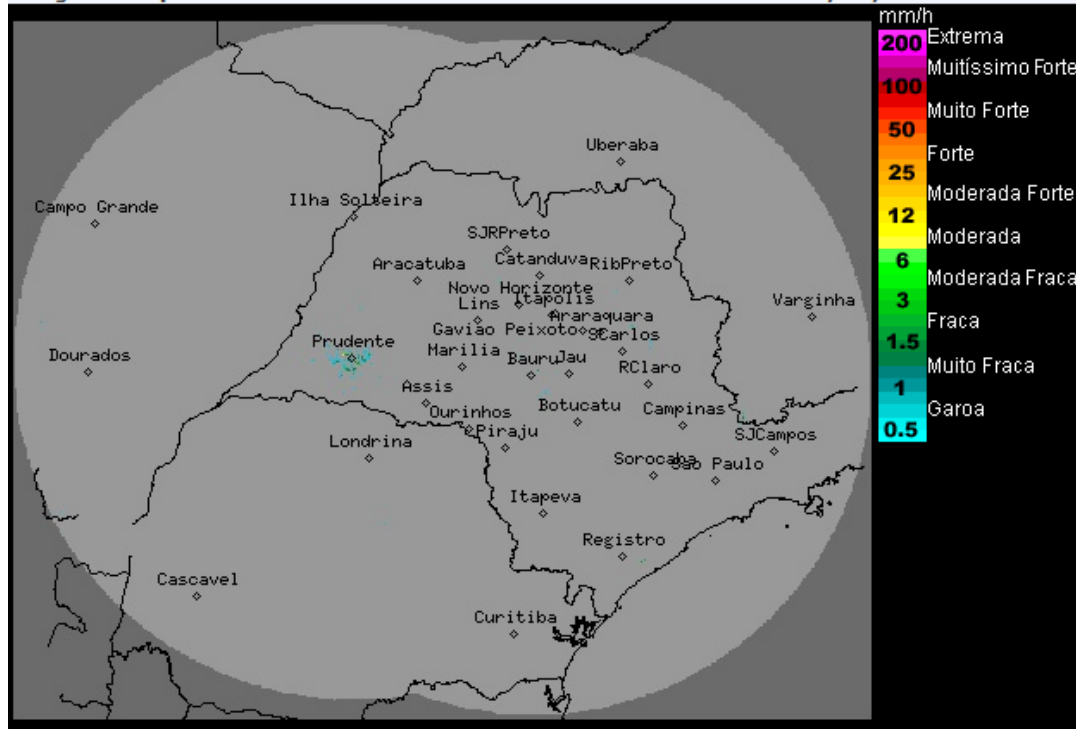 mm/h
200 Extrema
Muitíssimo Forte
100
Muito Forte
50
Forte
25
Moderada Forte
12
Moderada
6
Moderada Fraca
3
Fraca
1.5
Muito Fraca
1
Garoa
0.5
Uberaba
Campo Grande
Ilha Solteira
SJRPreto
Aracatuba
Catanduva
RibPreto
Novo Horizonte
Lins
Itapolis
Varginha
Araraquara
Gavião Peixoto
SCarlos
Prudente
Dourados
Marilia
Bauru
Jau
RClaro
Assis
Ourinhos
Botucatu
Campinas
Piraju
Londrina
SJCampos
Sorocaba
Sao Paulo
Itapeva
Registro
Cascavel
Curitiba